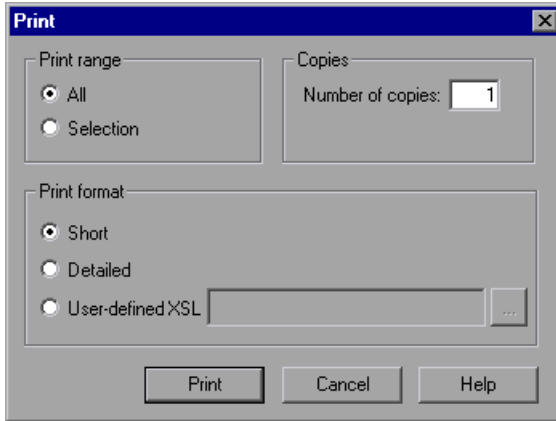 Print
Print range
All
Selection
Copies
Number of copies: 1
Print format
Short
Detailed
User-defined XSL ...
Print Cancel Help